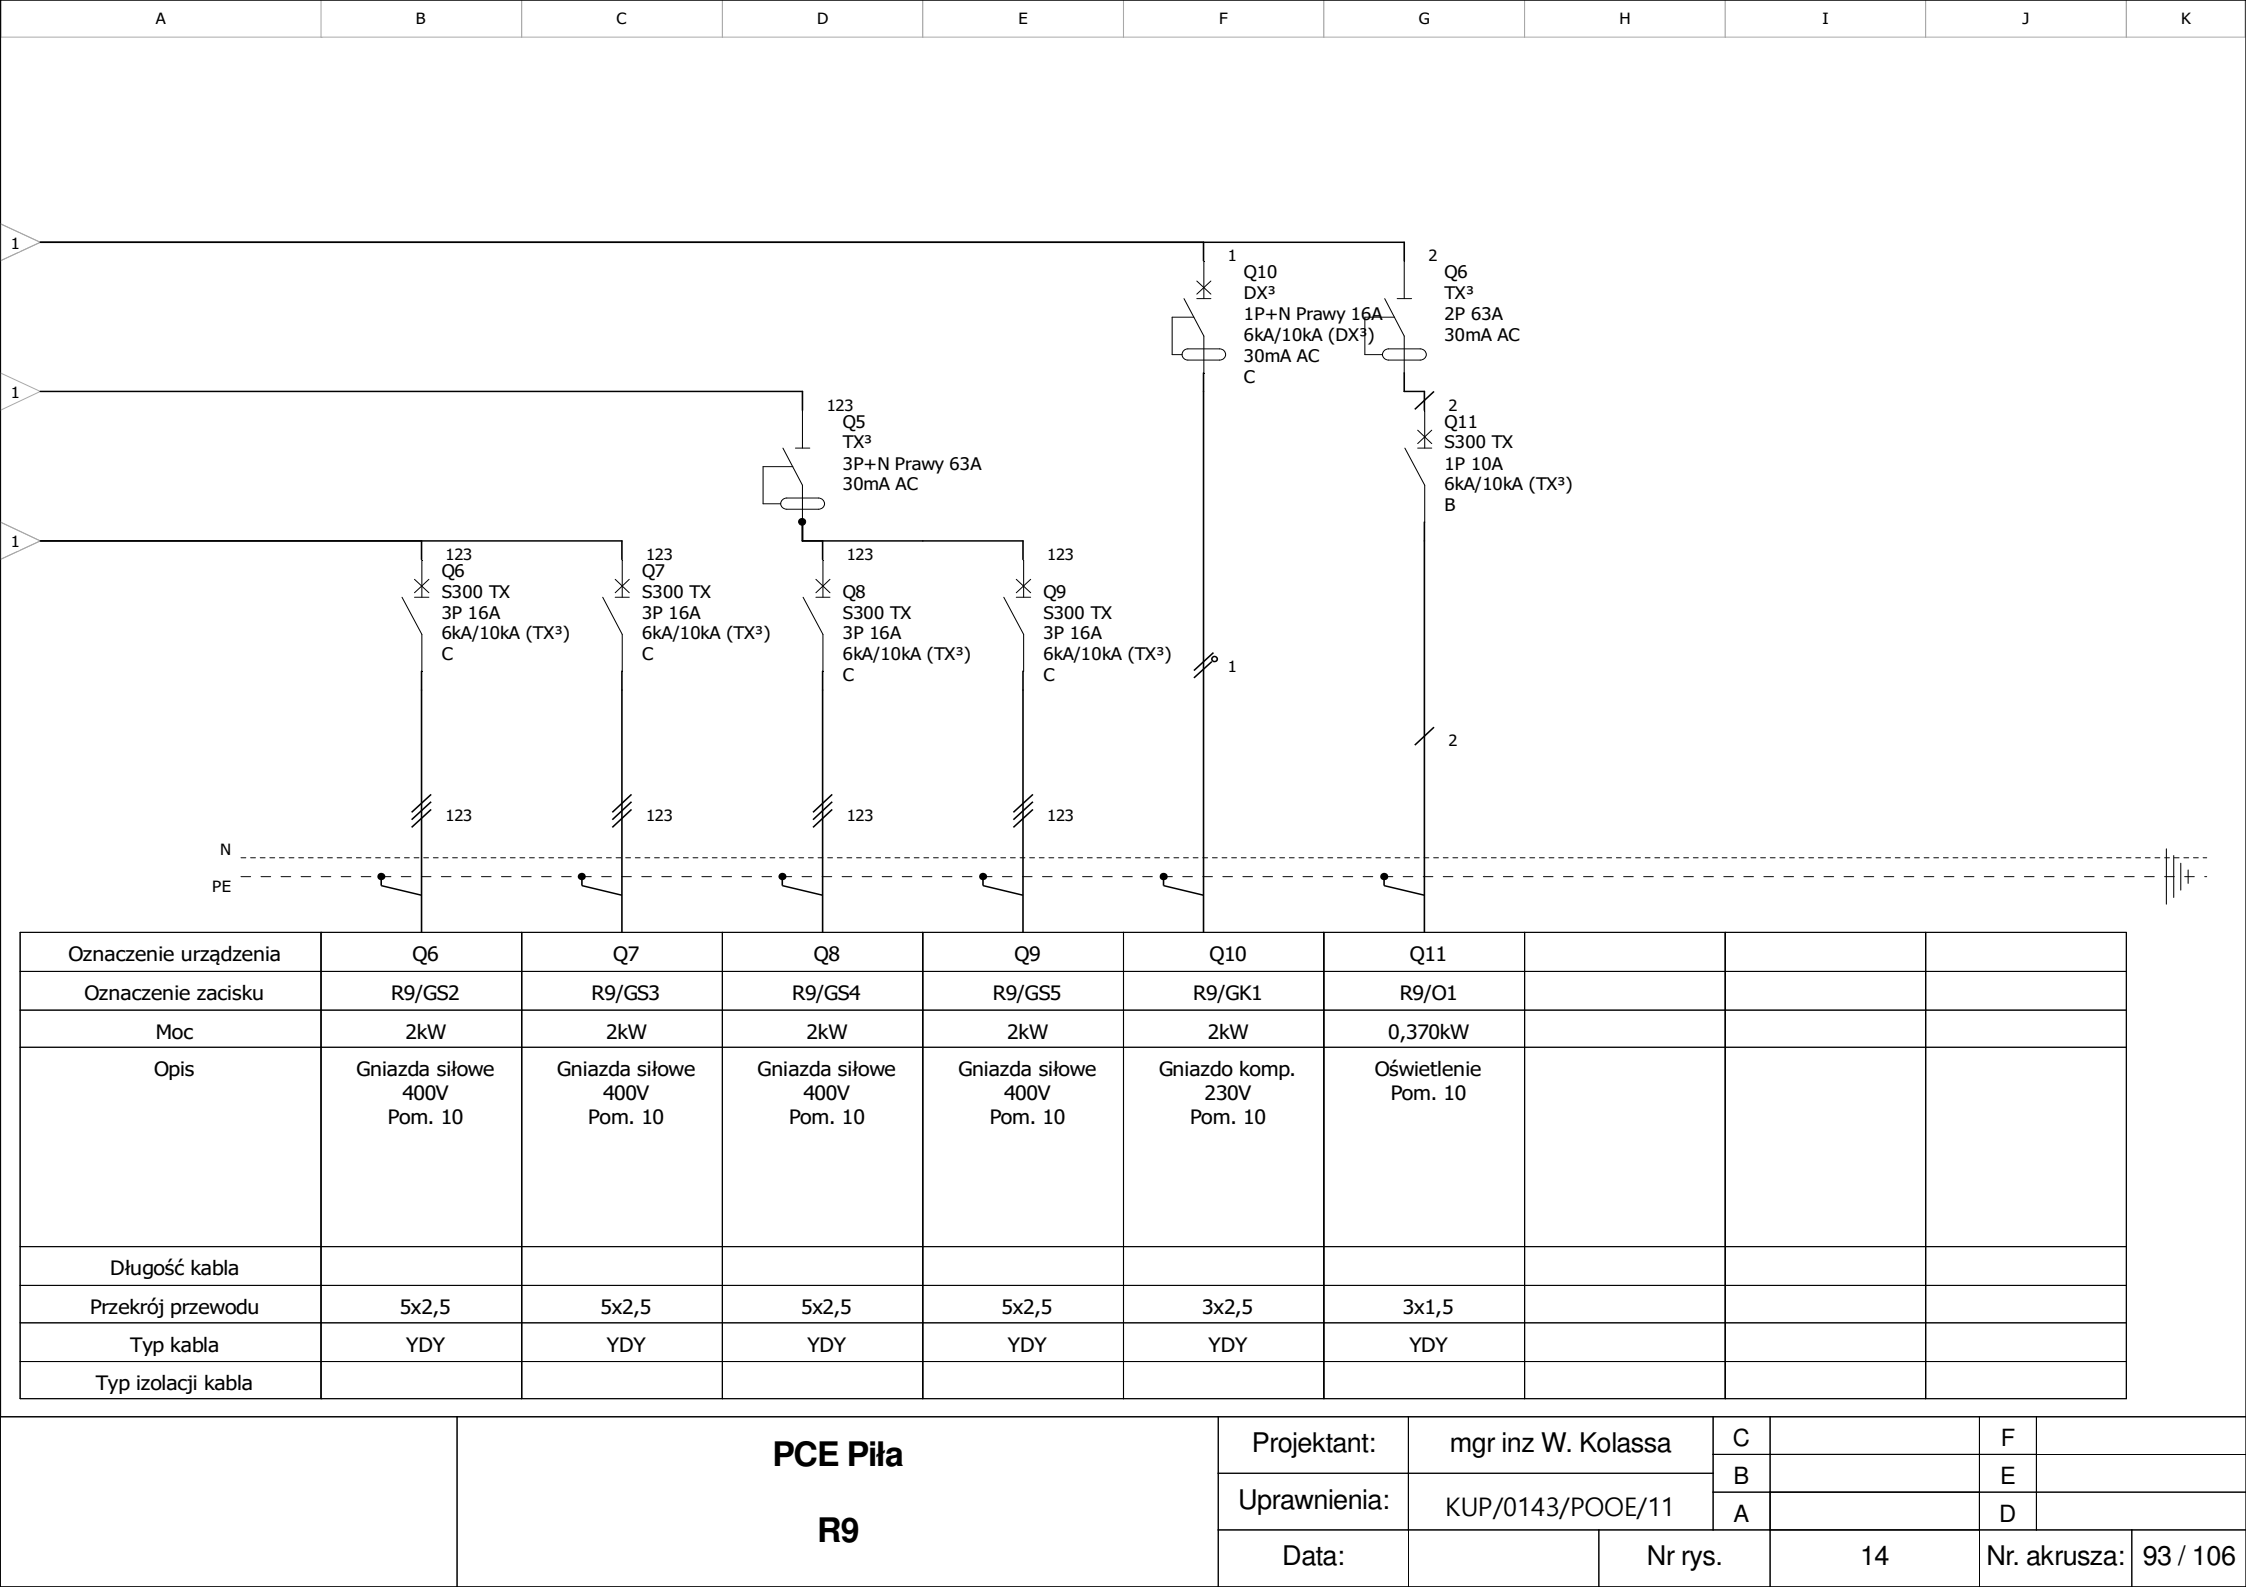 A B C D E F G H I J K
1
1
Q10
DX³
1P+N Prawy 16A
6kA/10kA (DX³)
30mA AC
C
2
Q6
TX³
2P 63A
30mA AC
1
123
Q5
TX³
3P+N Prawy 63A
30mA AC
2
Q11
S300 TX
1P 10A
6kA/10kA (TX³)
B
1
123
Q6
S300 TX
3P 16A
6kA/10kA (TX³)
C
123
Q7
S300 TX
3P 16A
6kA/10kA (TX³)
C
123
Q8
S300 TX
3P 16A
6kA/10kA (TX³)
C
123
Q9
S300 TX
3P 16A
6kA/10kA (TX³)
C
1
2
123 123 123 123
N
PE
Oznaczenie urządzenia Q6 Q7 Q8 Q9 Q10 Q11
Oznaczenie zacisku R9/GS2 R9/GS3 R9/GS4 R9/GS5 R9/GK1 R9/O1
Moc 2kW 2kW 2kW 2kW 2kW 0,370kW
Opis Gniazda siłowe Gniazda siłowe Gniazda siłowe Gniazda siłowe Gniazdo komp. Oświetlenie
400V 400V 400V 400V 230V Pom. 10
Pom. 10 Pom. 10 Pom. 10 Pom. 10 Pom. 10
Długość kabla
Przekrój przewodu 5x2,5 5x2,5 5x2,5 5x2,5 3x2,5 3x1,5
Typ kabla YDY YDY YDY YDY YDY YDY
Typ izolacji kabla
PCE Piła
R9
Projektant: mgr inz W. Kolassa
Uprawnienia: KUP/0143/POOE/11
C F
B E
A D
Data: Nr rys. 14 Nr. akrusza: 93 / 106